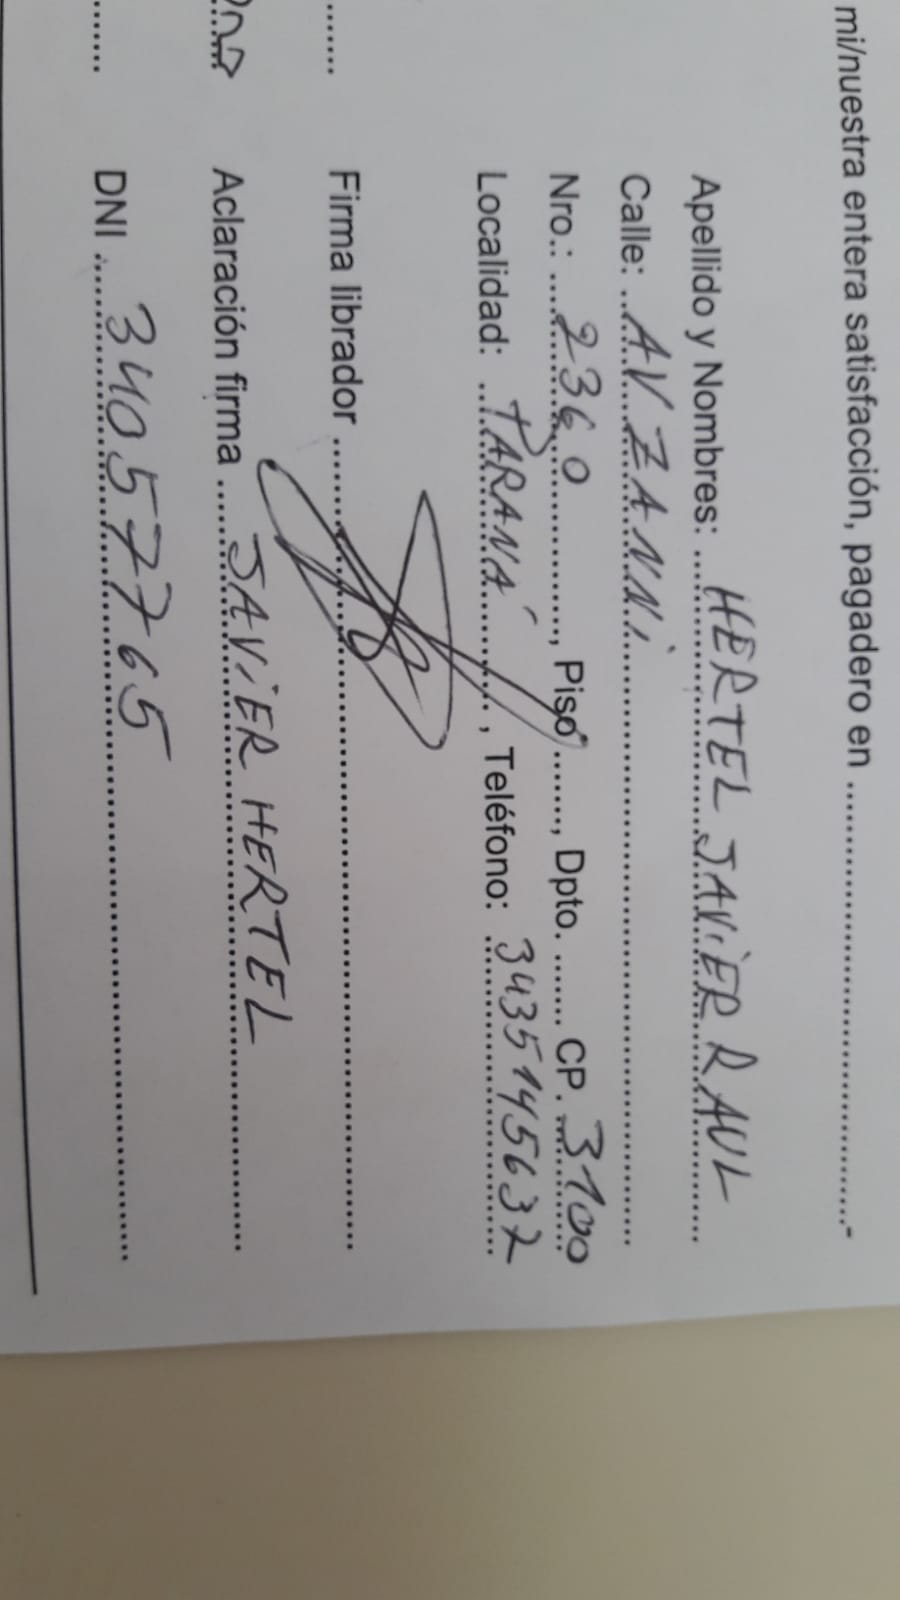 mi/nuestra entera satisfacción, pagadero en ........................................-
Apellido y Nombres: HERTEL JAVIER RAUL
Calle: AV ZANNI
Nro.: 2360, Piso ......, Dpto. ...... CP. 3100
Localidad: PARANÁ, Teléfono: 3435145637
Firma librador ........................................
Aclaración firma JAVIER HERTEL
DNI 34057765